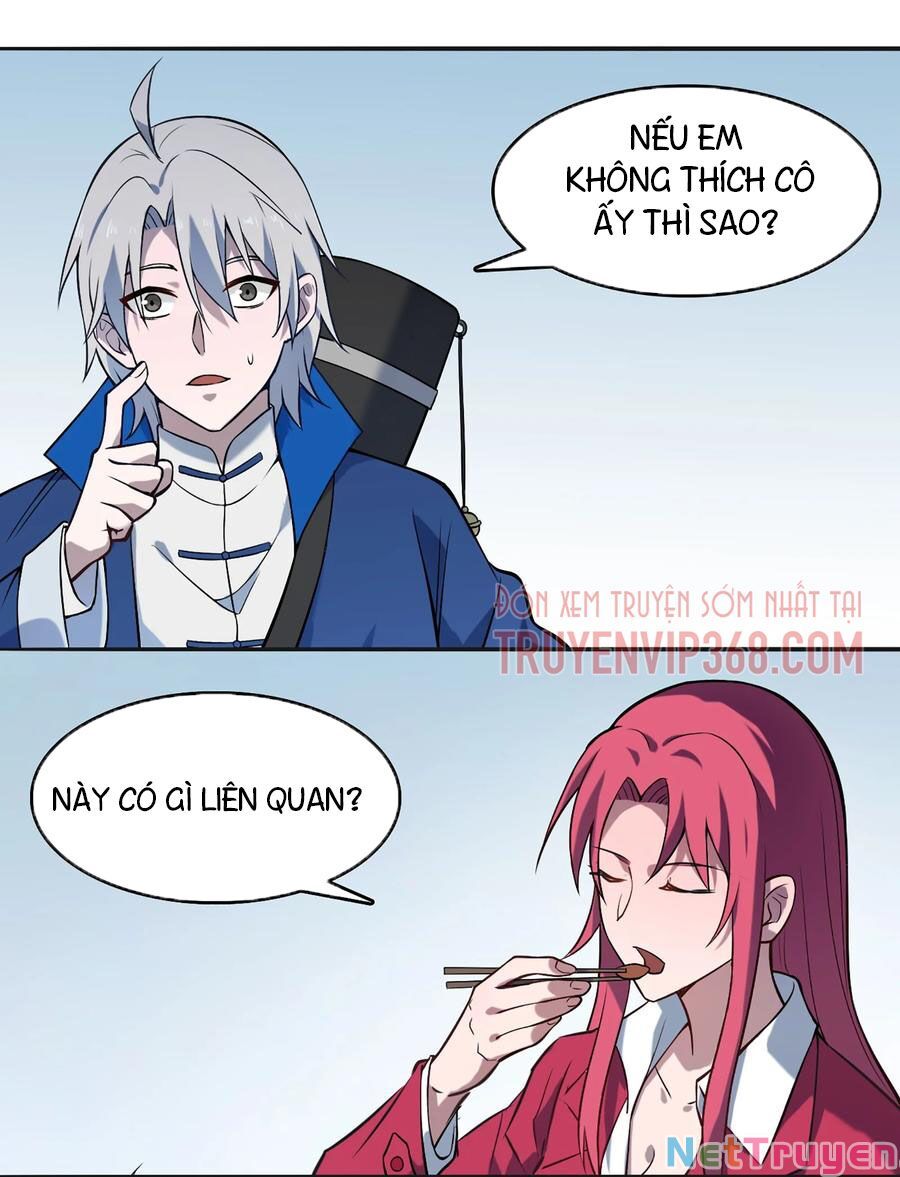 NẾU EM
KHÔNG THÍCH CÔ
ẤY THÌ SAO?
ĐÓN XEM TRUYỆN SỚM NHẤT TẠI
TRUYENVIP368.COM
NÀY CÓ GÌ LIÊN QUAN?
NetTruyen